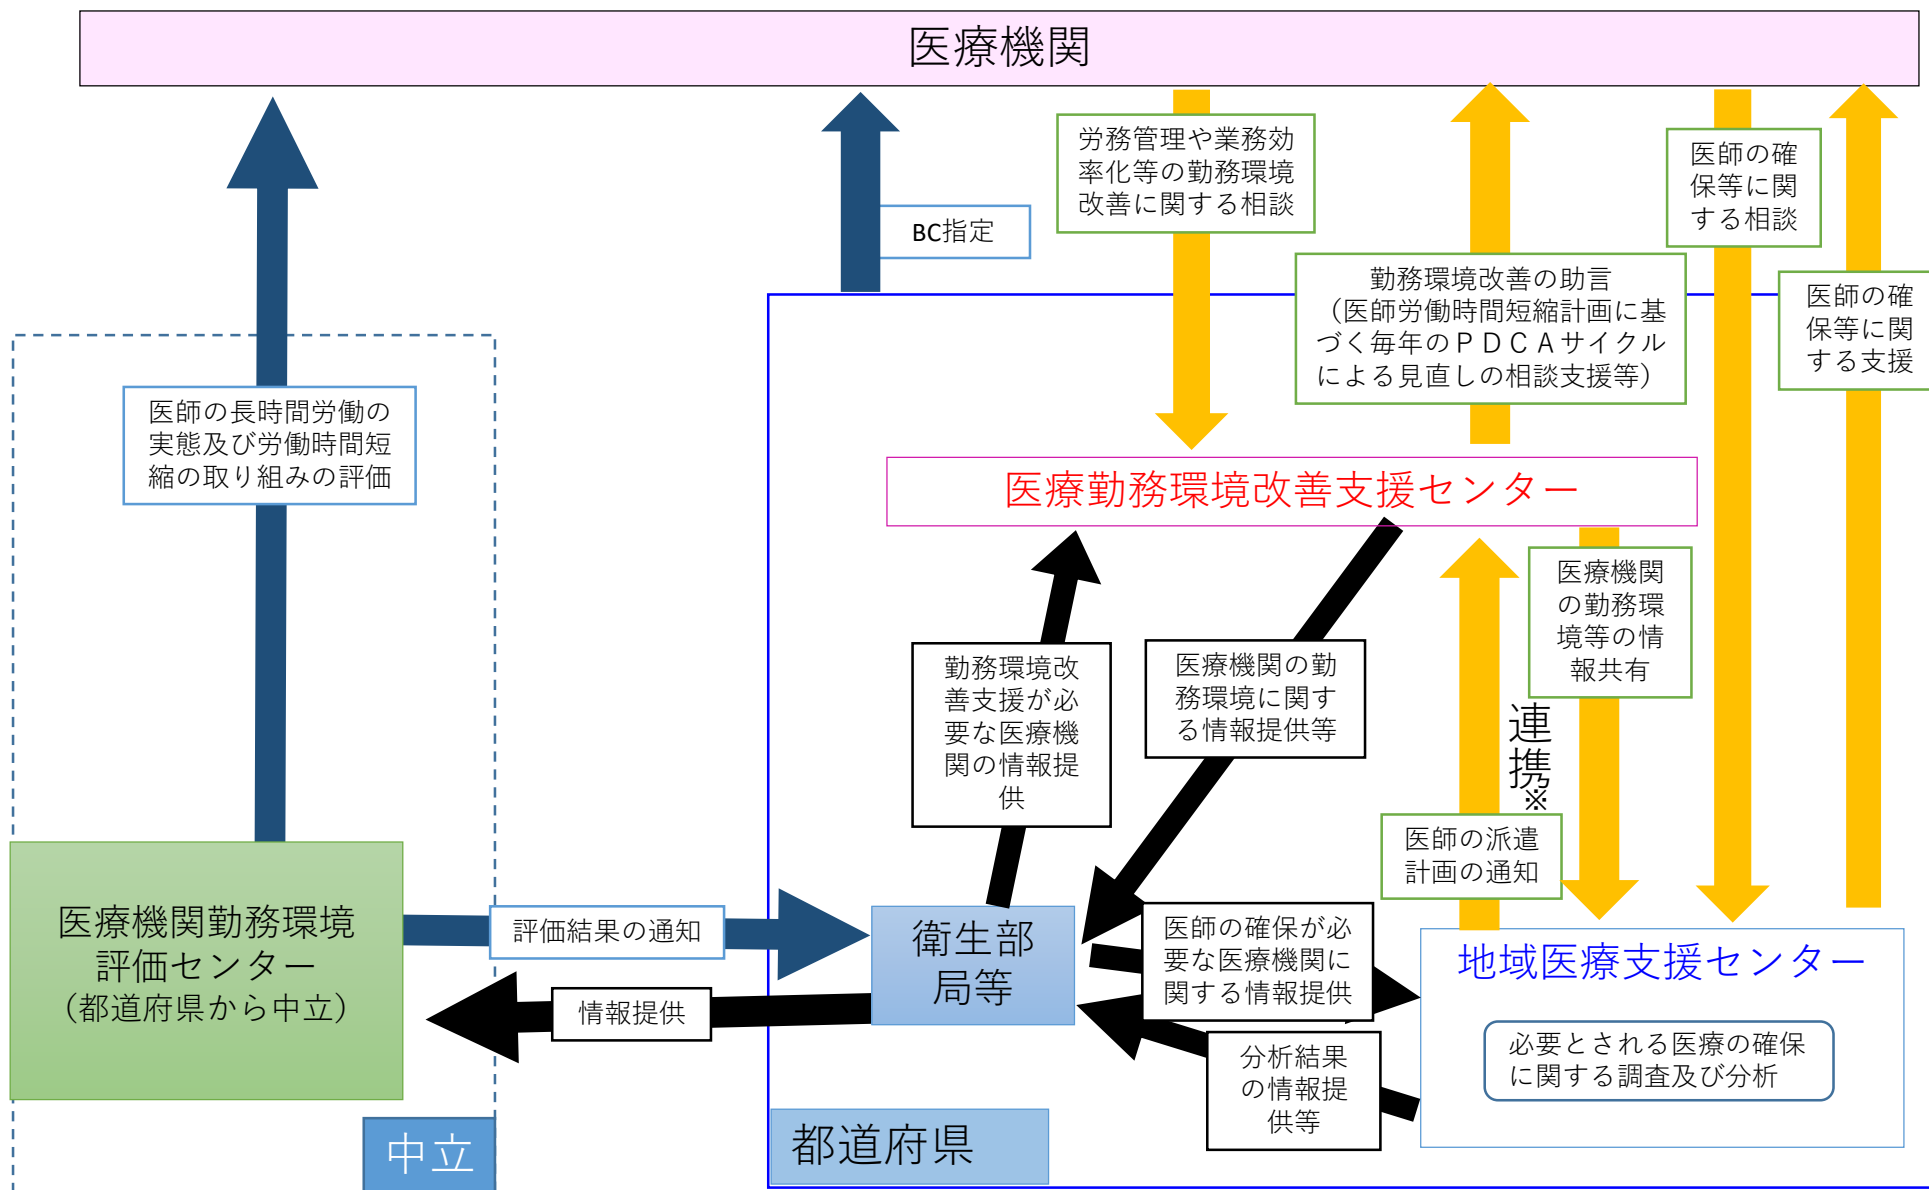 医療機関
労務管理や業務効
率化等の勤務環境
改善に関する相談
医師の確
保等に関
する相談
BC指定
勤務環境改善の助言
（医師労働時間短縮計画に基
づく毎年のＰＤＣＡサイクル
による見直しの相談支援等）
医師の確
保等に関
する支援
医師の長時間労働の
実態及び労働時間短
縮の取り組みの評価
医療勤務環境改善支援センター
医療機関
の勤務環
境等の情
報共有
勤務環境改
善支援が必
要な医療機
関の情報提
供
医療機関の勤
務環境に関す
る情報提供等
連携※
医師の派遣
計画の通知
医療機関勤務環境
評価センター
（都道府県から中立）
評価結果の通知
情報提供
衛生部
局等
医師の確保が必
要な医療機関に
関する情報提供
分析結果
の情報提
供等
地域医療支援センター
必要とされる医療の確保
に関する調査及び分析
中立
都道府県